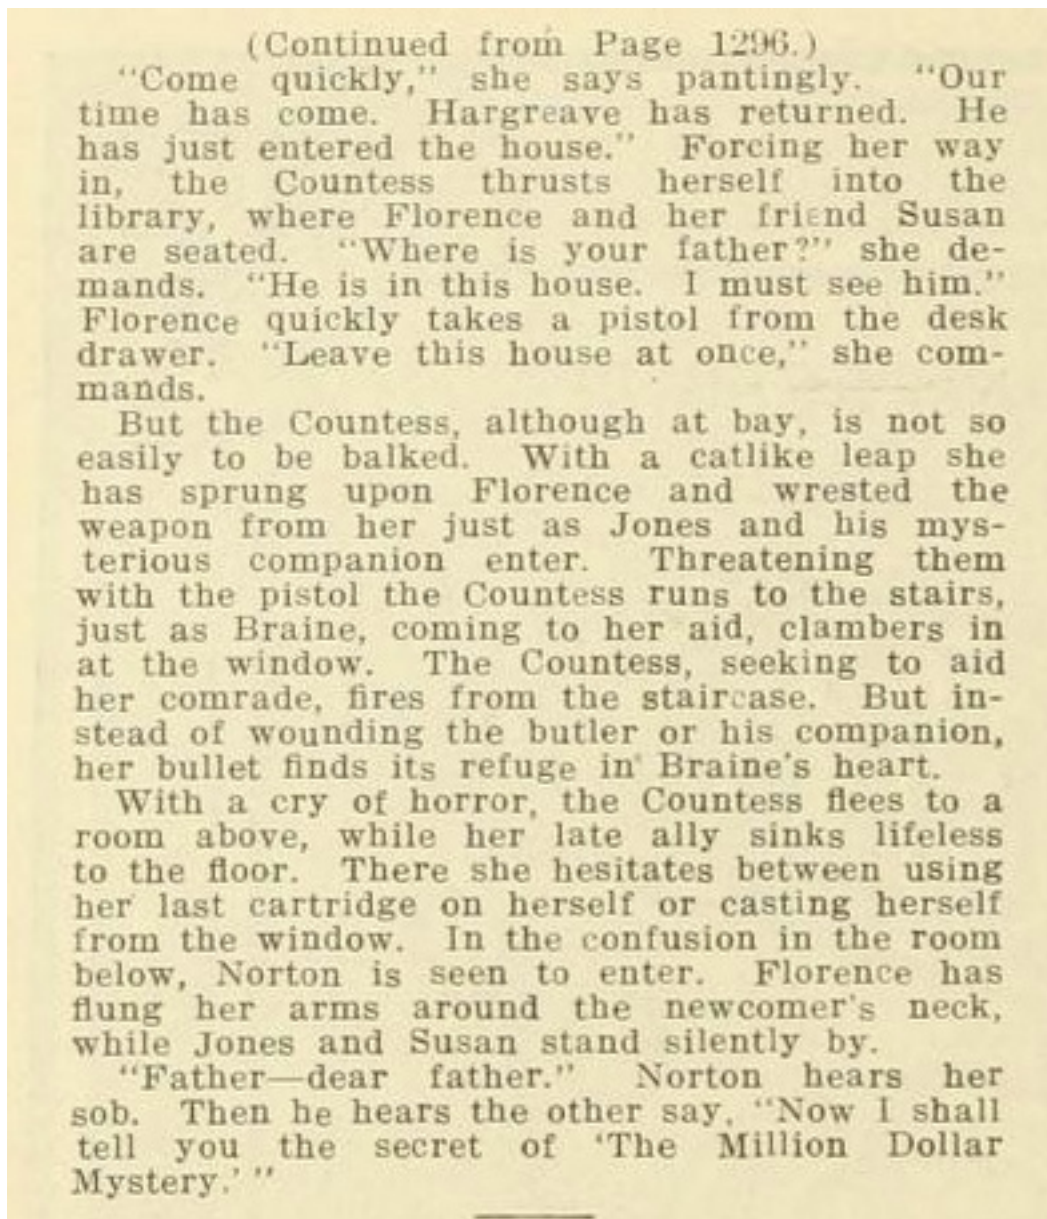 (Continued from Page 1296.)
"Come quickly," she says pantingly. "Our
time has come. Hargreave has returned. He
has just entered the house." Forcing her way
in, the Countess thrusts herself into the
library, where Florence and her friend Susan
are seated. "Where is your father?" she de-
mands. "He is in this house. I must see him."
Florence quickly takes a pistol from the desk
drawer. "Leave this house at once," she com-
mands.
But the Countess, although at bay, is not so
easily to be balked. With a catlike leap she
has sprung upon Florence and wrested the
weapon from her just as Jones and his mys-
terious companion enter. Threatening them
with the pistol the Countess runs to the stairs,
just as Braine, coming to her aid, clambers in
at the window. The Countess, seeking to aid
her comrade, fires from the staircase. But in-
stead of wounding the butler or his companion,
her bullet finds its refuge in Braine's heart.
With a cry of horror, the Countess flees to a
room above, while her late ally sinks lifeless
to the floor. There she hesitates between using
her last cartridge on herself or casting herself
from the window. In the confusion in the room
below, Norton is seen to enter. Florence has
flung her arms around the newcomer's neck,
while Jones and Susan stand silently by.
"Father—dear father." Norton hears her
sob. Then he hears the other say, "Now I shall
tell you the secret of 'The Million Dollar
Mystery.'"